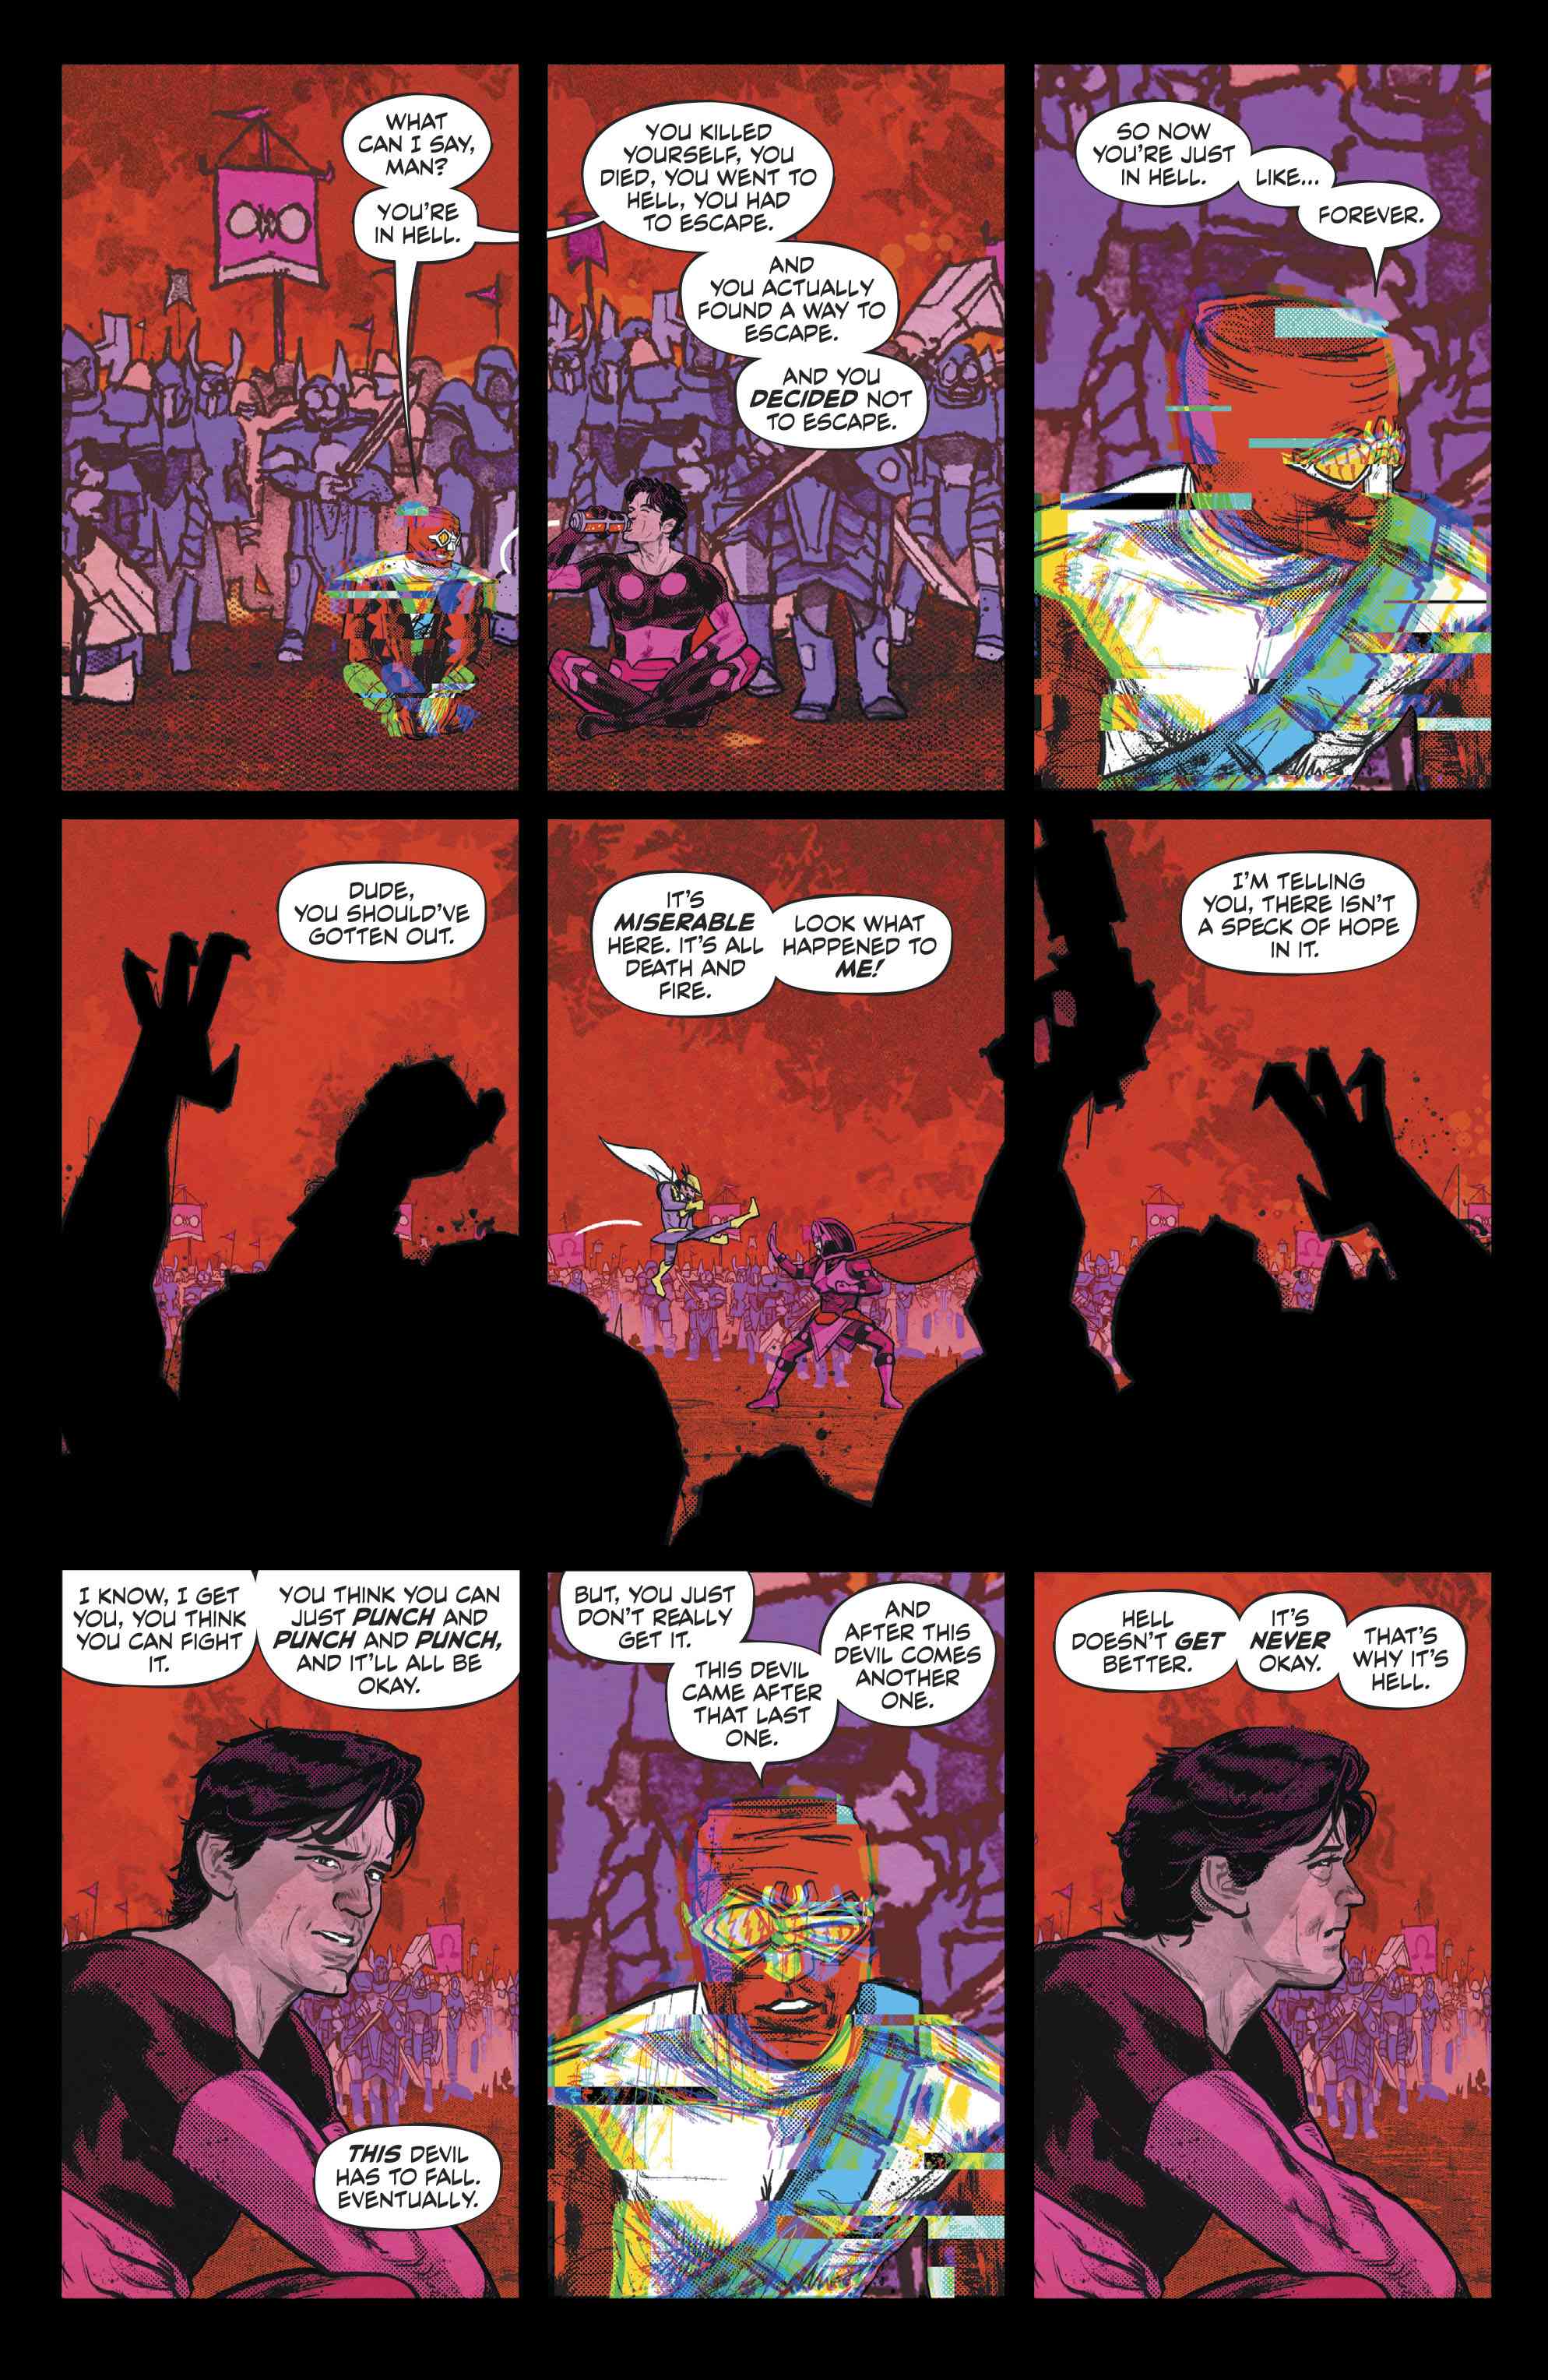 WHAT
CAN I SAY,
MAN?
YOU'RE
IN HELL.
YOU KILLED
YOURSELF, YOU
DIED, YOU WENT TO
HELL, YOU HAD
TO ESCAPE.
AND
YOU ACTUALLY
FOUND A WAY TO
ESCAPE.
AND YOU
DECIDED NOT
TO ESCAPE.
SO NOW
YOU'RE JUST
IN HELL.
LIKE...
FOREVER.
DUDE,
YOU SHOULD'VE
GOTTEN OUT.
IT'S
MISERABLE
HERE. IT'S ALL
DEATH AND
FIRE.
LOOK WHAT
HAPPENED TO
ME!
I'M TELLING
YOU, THERE ISN'T
A SPECK OF HOPE
IN IT.
I KNOW, I GET
YOU, YOU THINK
YOU CAN FIGHT
IT.
YOU THINK YOU CAN
JUST PUNCH AND
PUNCH AND PUNCH,
AND IT'LL ALL BE
OKAY.
THIS DEVIL
HAS TO FALL.
EVENTUALLY.
BUT, YOU JUST
DON'T REALLY
GET IT.
THIS DEVIL
CAME AFTER
THAT LAST
ONE.
AND
AFTER THIS
DEVIL COMES
ANOTHER
ONE.
HELL
DOESN'T GET
BETTER.
IT'S
NEVER
OKAY.
THAT'S
WHY IT'S
HELL.